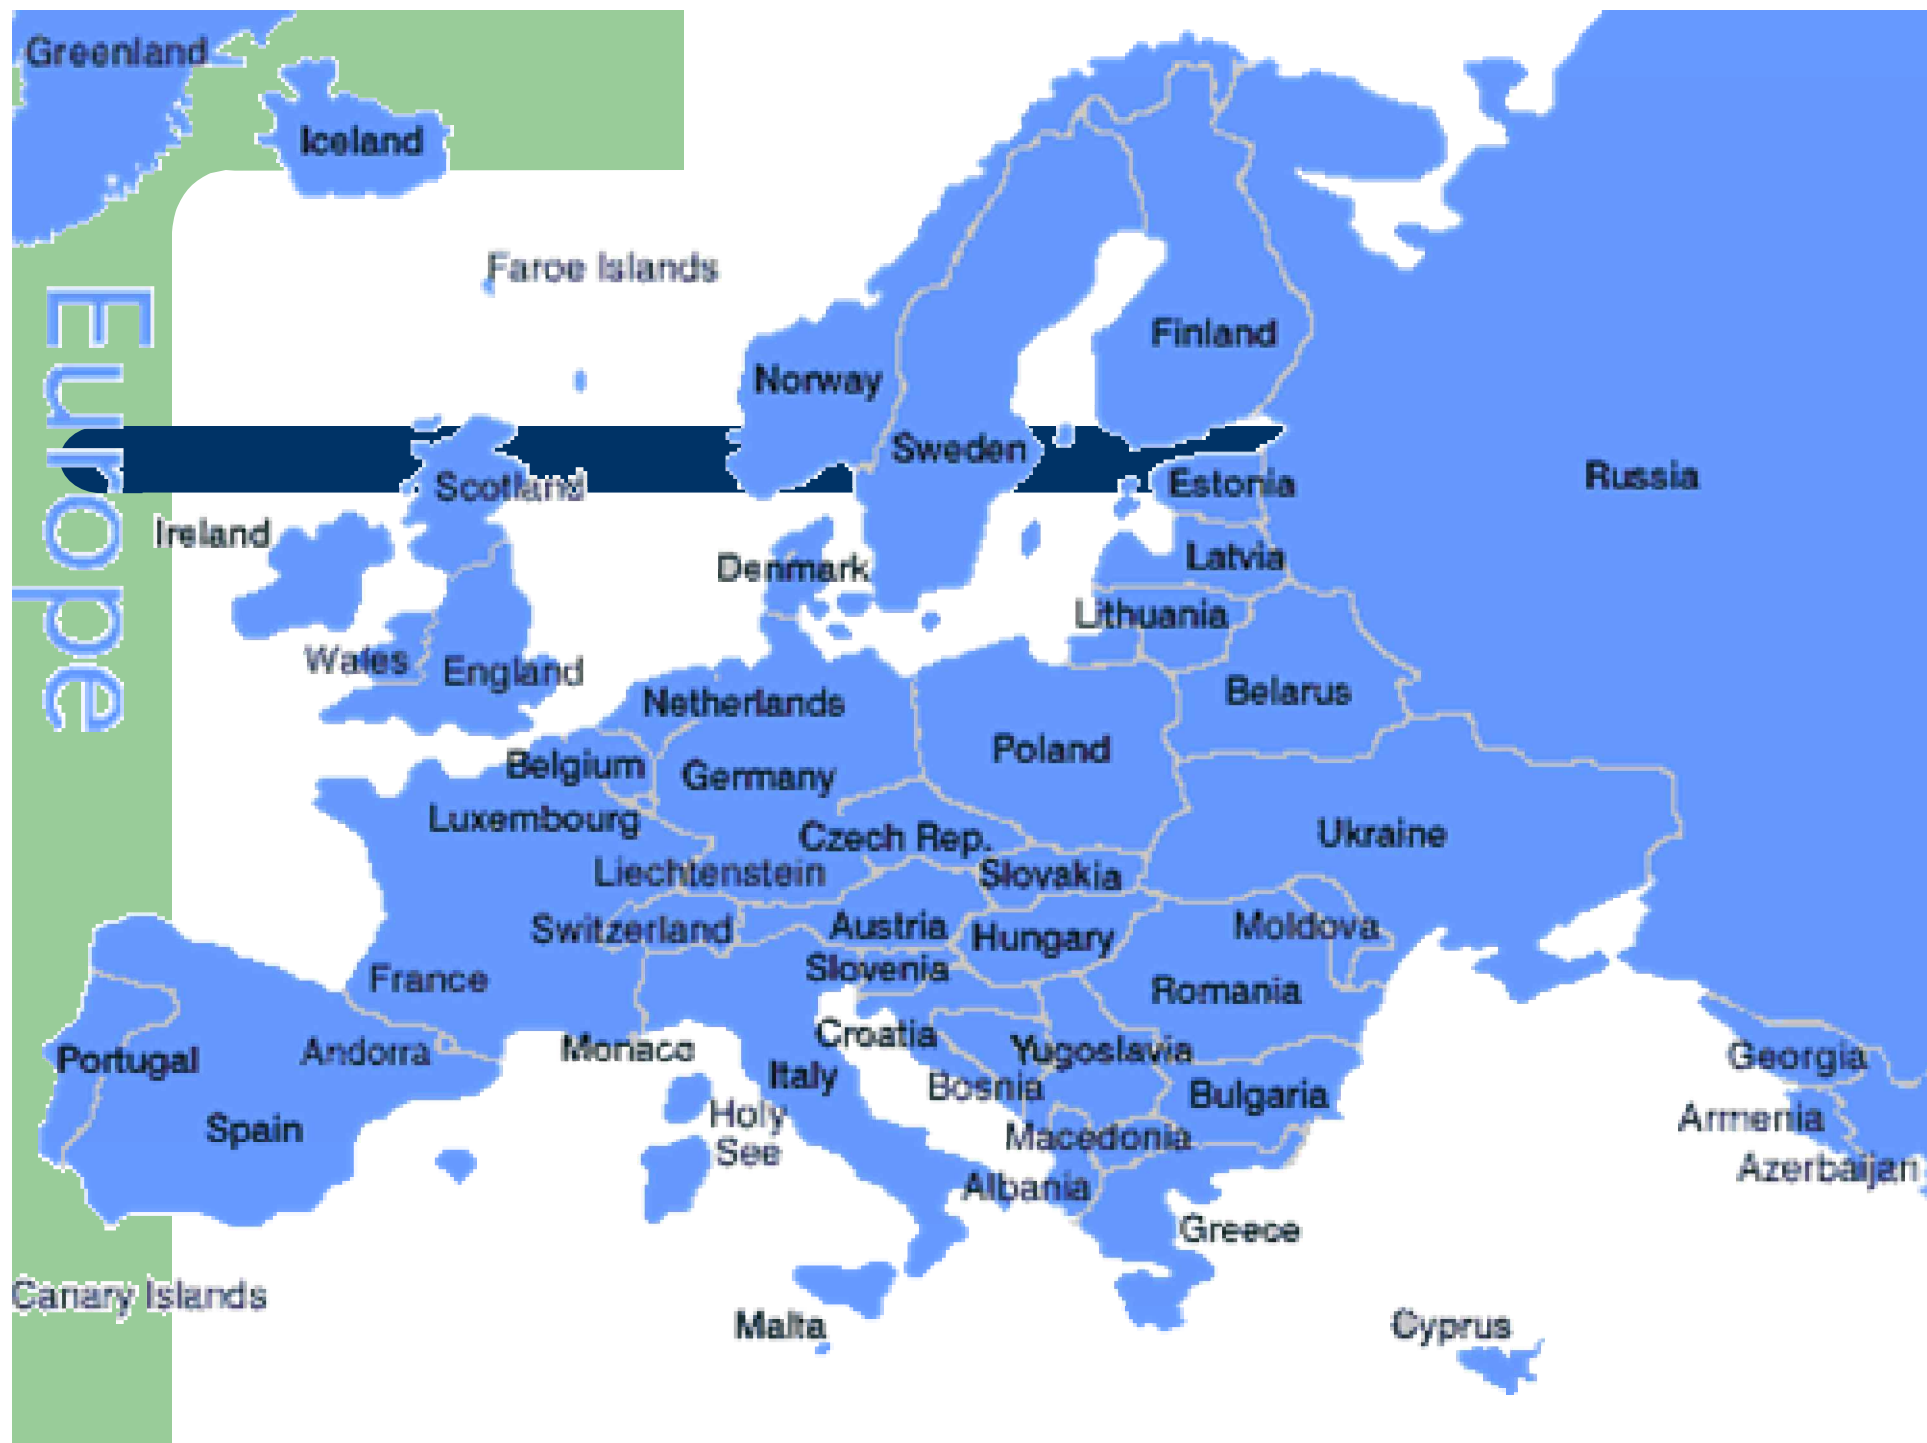 Greenland
Iceland
Faroe Islands
Europe
Finland
Norway
Sweden
Russia
Scotland
Estonia
Ireland
Latvia
Denmark
Lithuania
Wales
England
Belarus
Netherlands
Poland
Belgium
Germany
Luxembourg
Ukraine
Czech Rep.
Liechtenstein
Slovakia
Switzerland
Austria
Hungary
Moldova
Slovenia
France
Romania
Croatia
Portugal
Andorra
Monaco
Yugoslavia
Georgia
Italy
Bosnia
Bulgaria
Holy
See
Armenia
Spain
Macedonia
Azerbaijan
Albania
Greece
Canary Islands
Malta
Cyprus